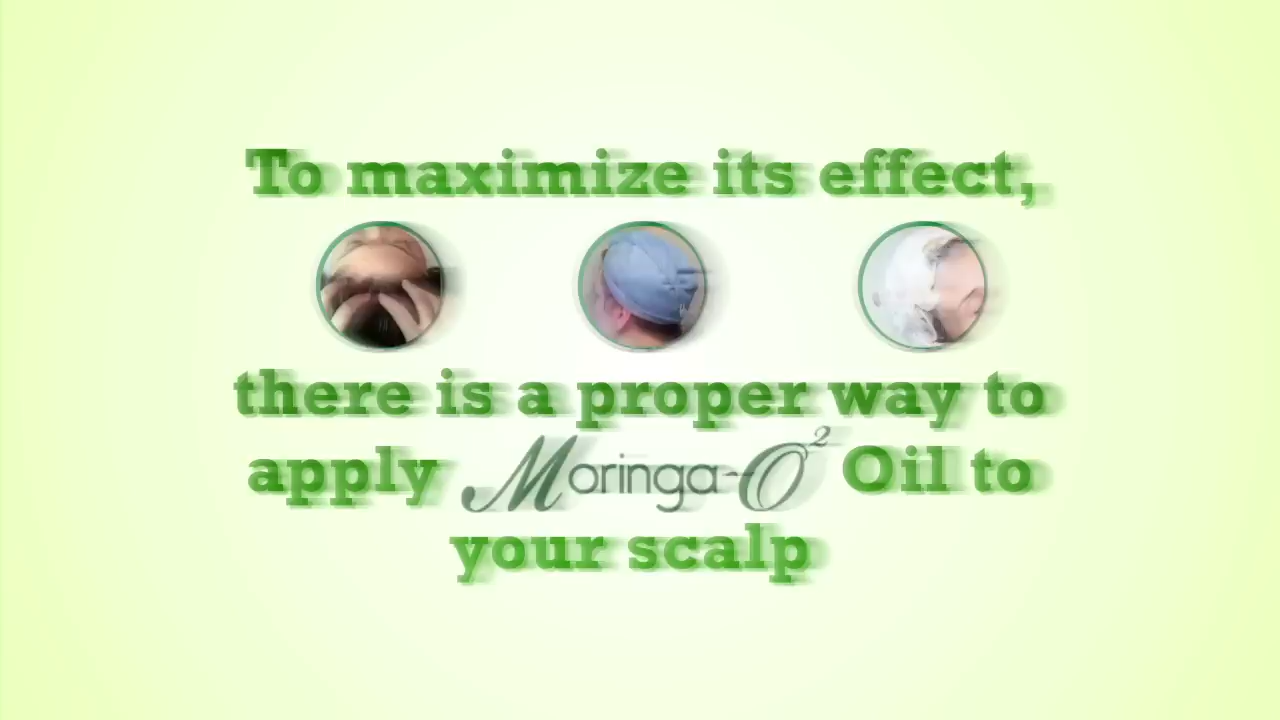 To maximize its effect,
there is a proper way to
apply Moringa-O² Oil to
your scalp